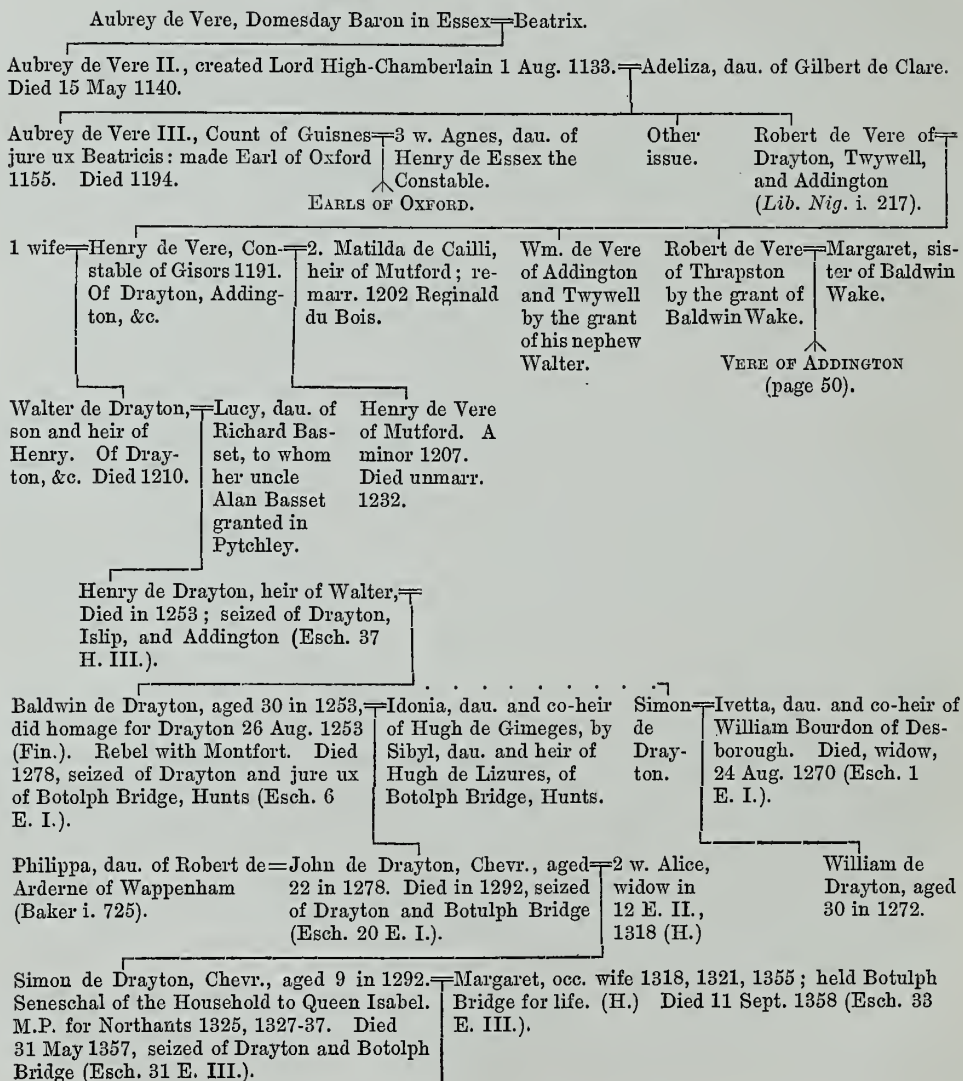 Aubrey de Vere, Domesday Baron in Essex Beatrix.
Aubrey de Vere II., created Lord High-Chamberlain 1 Aug. 1133. Adeliza, dau. of Gilbert de Clare.
Died 15 May 1140.
Aubrey de Vere III., Count of Guisnes
jure ux Beatricis: made Earl of Oxford
1155. Died 1194.
3 w. Agnes, dau. of
Henry de Essex the
Constable.
EARLS OF OXFORD.
Other
issue.
Robert de Vere of
Drayton, Twywell,
and Addington
(Lib. Nig. i. 217).
1 wife
Henry de Vere, Con-
stable of Gisors 1191.
Of Drayton, Adding-
ton, &c.
2. Matilda de Cailli,
heir of Mutford; re-
marr. 1202 Reginald
du Bois.
Wm. de Vere
of Addington
and Twywell
by the grant
of his nephew
Walter.
Robert de Vere
of Thrapston
by the grant of
Baldwin Wake.
Margaret, sis-
ter of Baldwin
Wake.
VERE OF ADDINGTON
(page 50).
Walter de Drayton,
son and heir of
Henry. Of Dray-
ton, &c. Died 1210.
Lucy, dau. of
Richard Bas-
set, to whom
her uncle
Alan Basset
granted in
Pytchley.
Henry de Vere
of Mutford. A
minor 1207.
Died unmarr.
1232.
Henry de Drayton, heir of Walter,
Died in 1253; seized of Drayton,
Islip, and Addington (Esch. 37
H. III.).
Baldwin de Drayton, aged 30 in 1253,
did homage for Drayton 26 Aug. 1253
(Fin.). Rebel with Montfort. Died
1278, seized of Drayton and jure ux
of Botolph Bridge, Hunts (Esch. 6
E. I.).
Idonia, dau. and co-heir
of Hugh de Gimeges, by
Sibyl, dau. and heir of
Hugh de Lizures, of
Botolph Bridge, Hunts.
Simon
de
Dray-
ton.
Ivetta, dau. and co-heir of
William Bourdon of Des-
borough. Died, widow,
24 Aug. 1270 (Esch. 1
E. I.).
Philippa, dau. of Robert de
Arderne of Wappenham
(Baker i. 725).
John de Drayton, Chevr., aged
22 in 1278. Died in 1292, seized
of Drayton and Botulph Bridge
(Esch. 20 E. I.).
2 w. Alice,
widow in
12 E. II.,
1318 (H.)
William de
Drayton, aged
30 in 1272.
Simon de Drayton, Chevr., aged 9 in 1292.
Seneschal of the Household to Queen Isabel.
M.P. for Northants 1325, 1327-37. Died
31 May 1357, seized of Drayton and Botolph
Bridge (Esch. 31 E. III.).
Margaret, occ. wife 1318, 1321, 1355; held Botulph
Bridge for life. (H.) Died 11 Sept. 1358 (Esch. 33
E. III.).